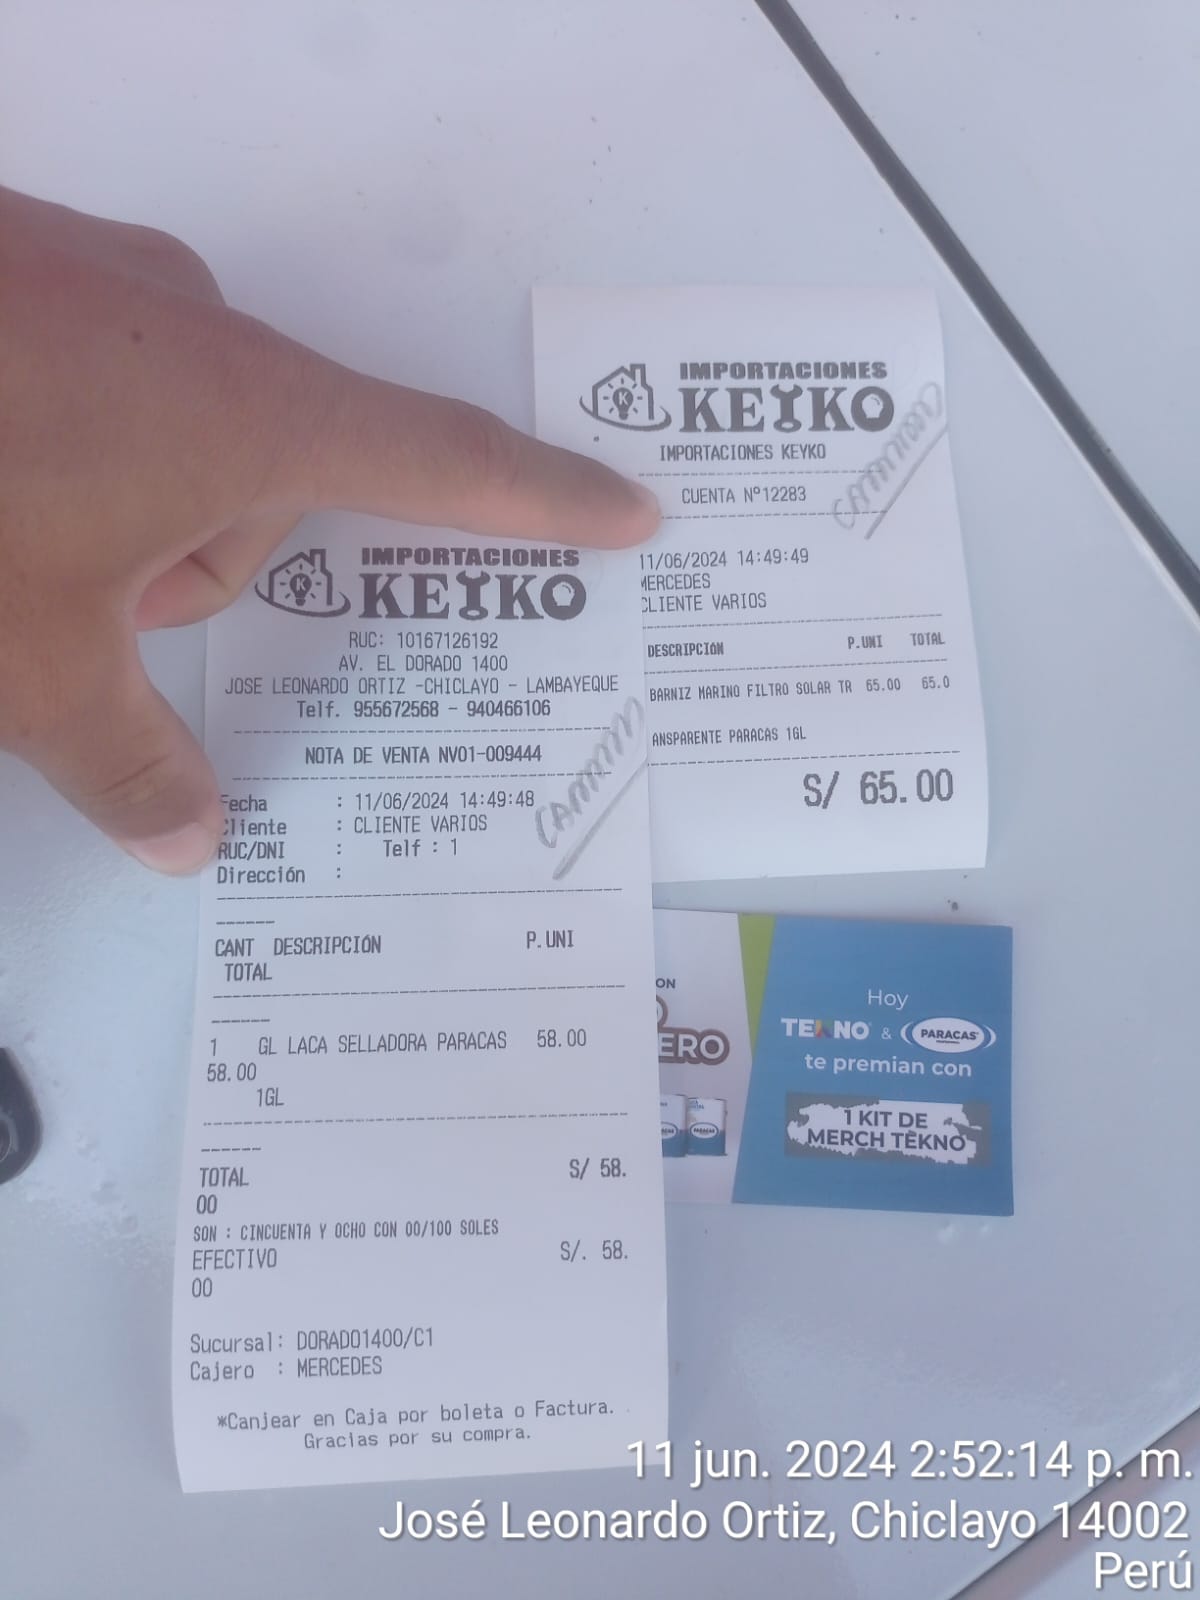 IMPORTACIONES
KEYKO
IMPORTACIONES KEYKO
CUENTA Nº12283
11/06/2024 14:49:49
MERCEDES
CLIENTE VARIOS
DESCRIPCIÓN P.UNI TOTAL
BARNIZ MARINO FILTRO SOLAR TR 65.00 65.0
ANSPARENTE PARACAS 1GL
S/ 65.00
IMPORTACIONES
KEYKO
RUC: 10167126192
AV. EL DORADO 1400
JOSE LEONARDO ORTIZ -CHICLAYO - LAMBAYEQUE
Telf. 955672568 - 940466106
NOTA DE VENTA NV01-009444
Fecha : 11/06/2024 14:49:48
Cliente : CLIENTE VARIOS
RUC/DNI : Telf : 1
Dirección :
CANT DESCRIPCIÓN P.UNI
TOTAL
1 GL LACA SELLADORA PARACAS 58.00
58.00
1GL
TOTAL S/ 58.
00
SON : CINCUENTA Y OCHO CON 00/100 SOLES
EFECTIVO S/. 58.
00
Sucursal: DORADO1400/C1
Cajero : MERCEDES
*Canjear en Caja por boleta o Factura.
Gracias por su compra.
ON
ERO
PARACAS
Hoy
TEKNO & PARACAS
te premian con
1 KIT DE
MERCH TEKNO
11 jun. 2024 2:52:14 p. m.
José Leonardo Ortiz, Chiclayo 14002
Perú